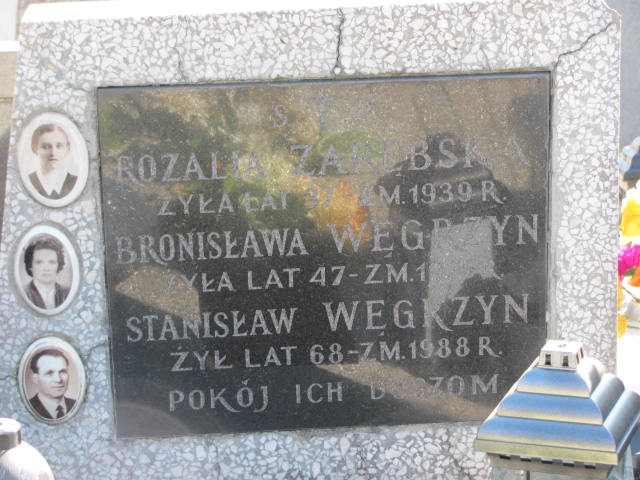 Ś. T P.
ROZALIA ZARĘBSKA
ŻYŁA LAT 37-ZM.1939 R.
BRONISŁAWA WĘGRZYN
ŻYŁA LAT 47-ZM. R.
STANISŁAW WĘGRZYN
ŻYŁ LAT 68-ZM.1988 R.
POKÓJ ICH DUSZOM